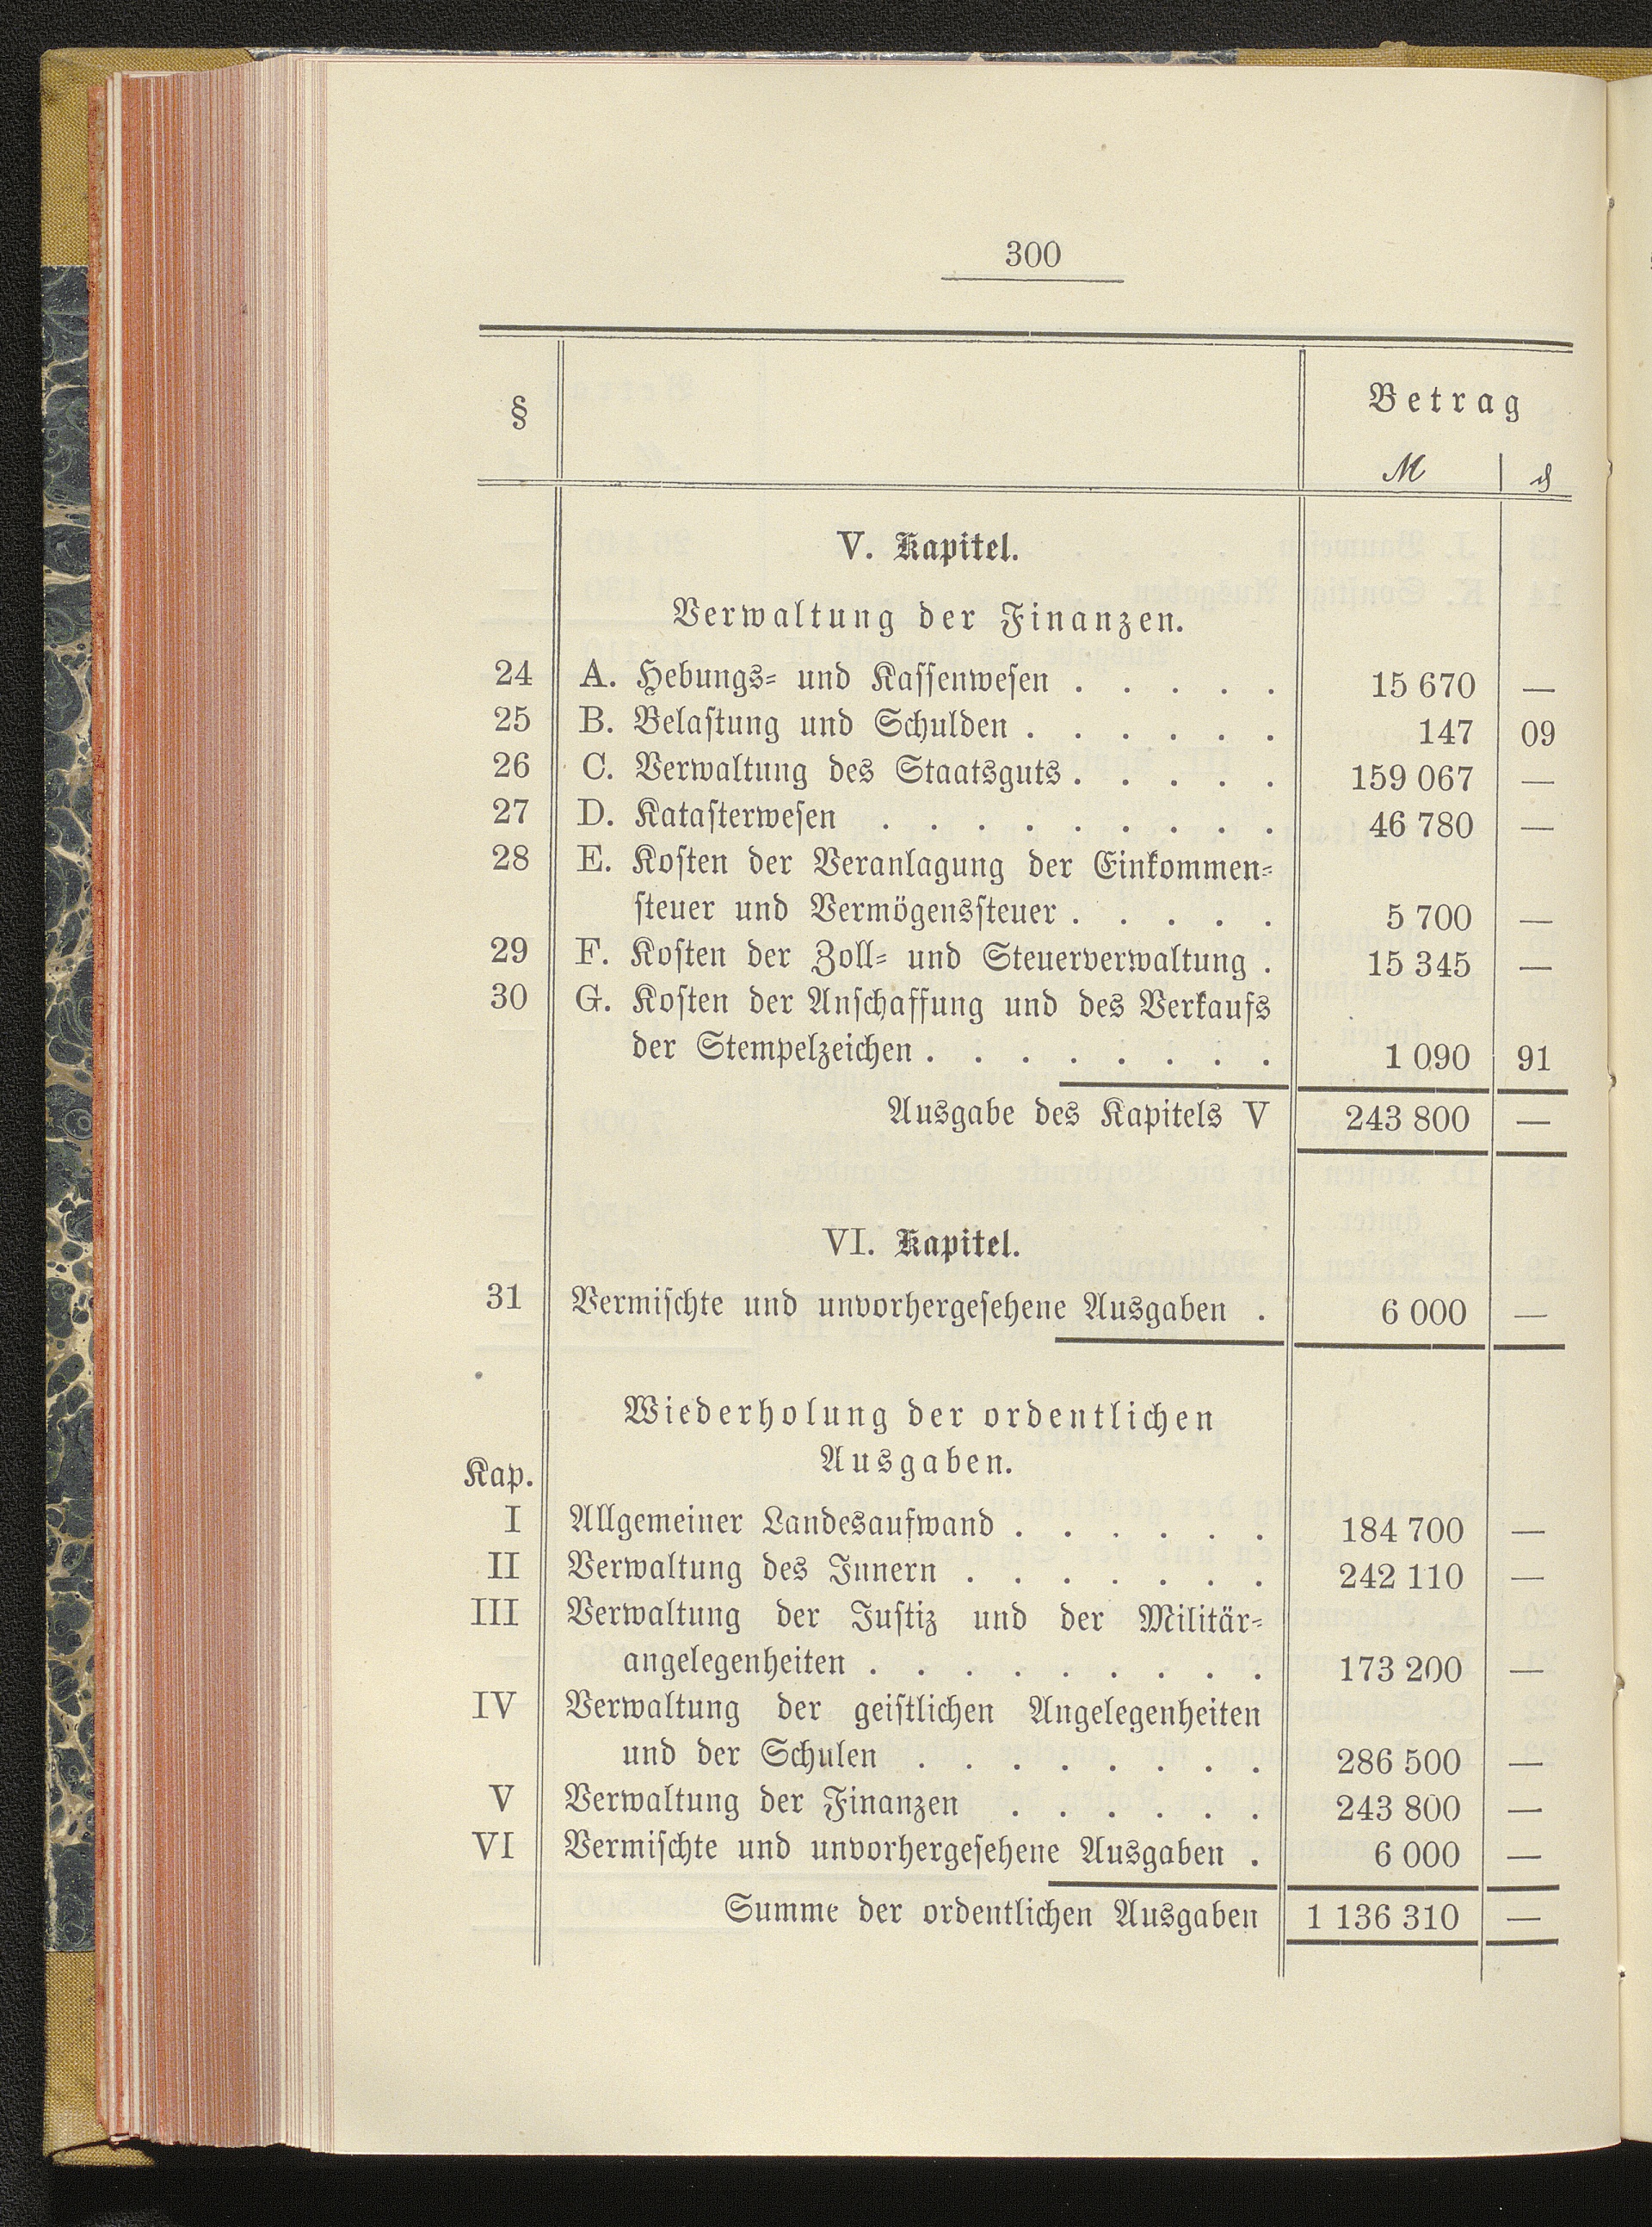 300
§ Betrag
ℳ ₰
V. Kapitel.
Verwaltung der Finanzen.
24 A. Hebungs- und Kassenwesen . . . . . 15 670 —
25 B. Belastung und Schulden . . . . . . 147 09
26 C. Verwaltung des Staatsguts . . . . . 159 067 —
27 D. Katasterwesen . . . . . . . . . 46 780 —
28 E. Kosten der Veranlagung der Einkommen-
steuer und Vermögenssteuer . . . . . 5 700 —
29 F. Kosten der Zoll- und Steuerverwaltung . 15 345 —
30 G. Kosten der Anschaffung und des Verkaufs
der Stempelzeichen . . . . . . . . 1 090 91
Ausgabe des Kapitels V 243 800 —
VI. Kapitel.
31 Vermischte und unvorhergesehene Ausgaben . 6 000 —
Wiederholung der ordentlichen
Ausgaben.
Kap.
I Allgemeiner Landesaufwand . . . . . . 184 700 —
II Verwaltung des Innern . . . . . . . 242 110 —
III Verwaltung der Justiz und der Militär-
angelegenheiten . . . . . . . . . 173 200 —
IV Verwaltung der geistlichen Angelegenheiten
und der Schulen . . . . . . . . 286 500 —
V Verwaltung der Finanzen . . . . . . 243 800 —
VI Vermischte und unvorhergesehene Ausgaben . 6 000 —
Summe der ordentlichen Ausgaben 1 136 310 —